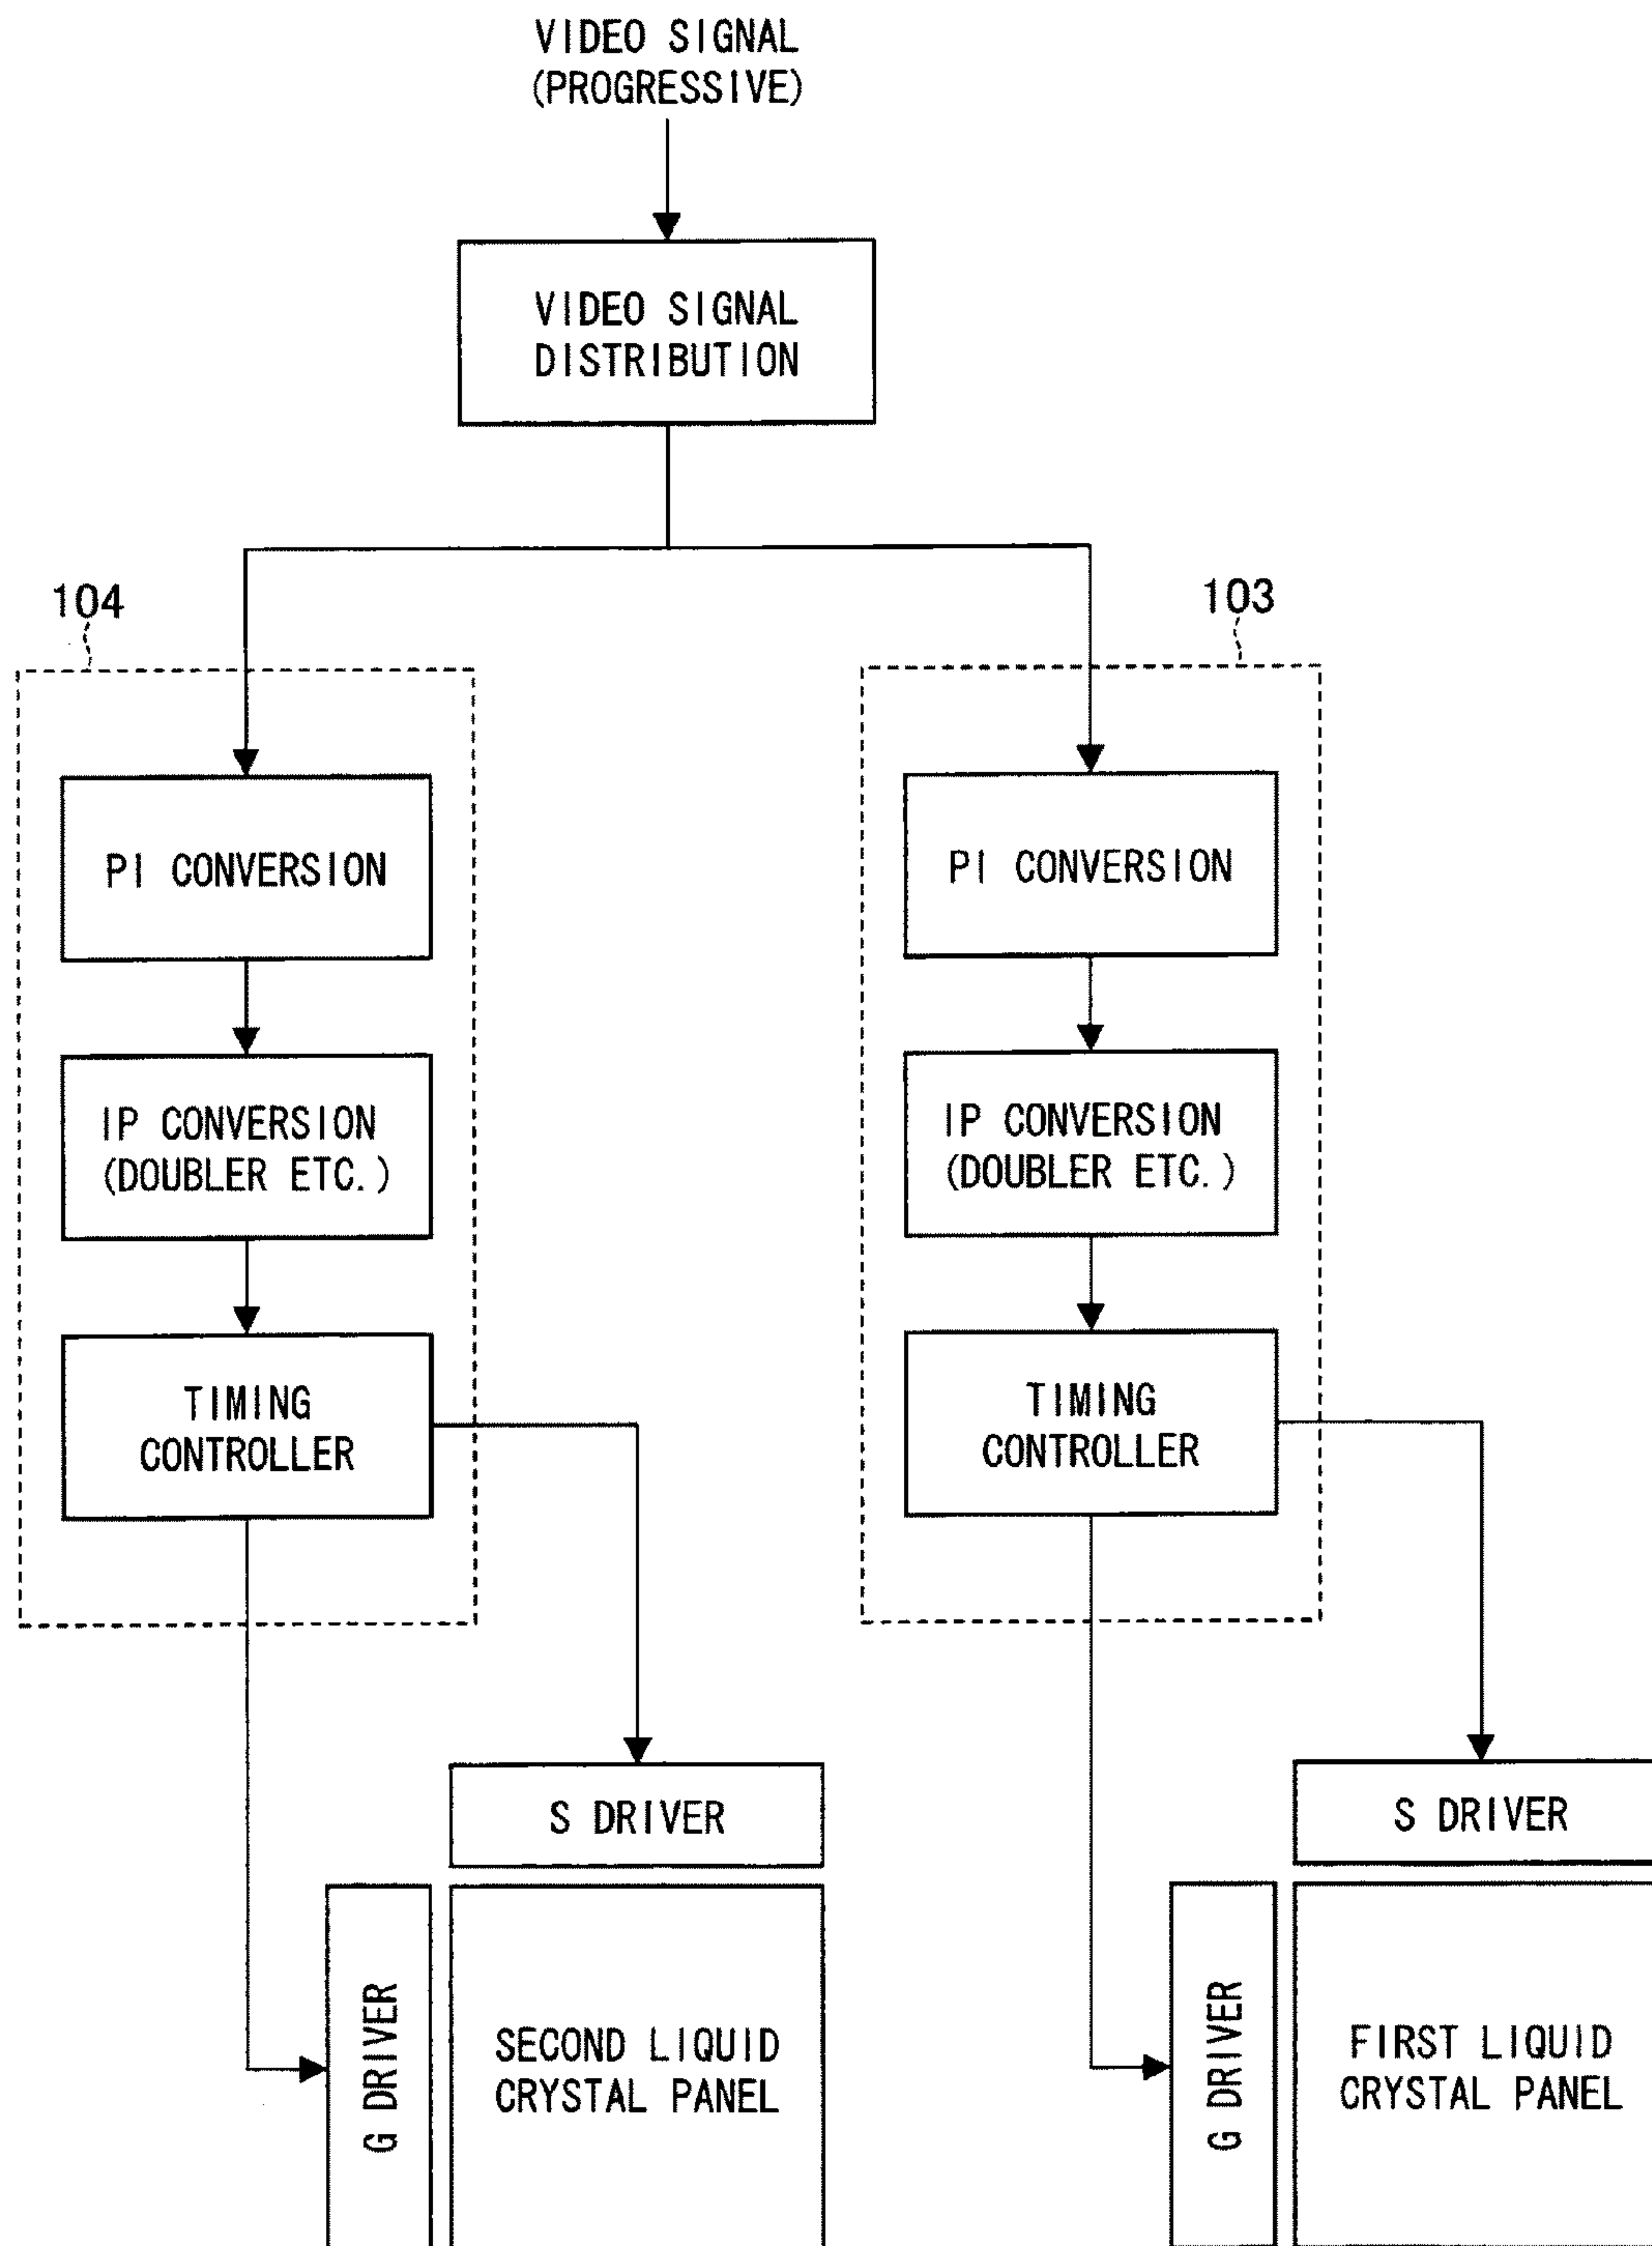 VIDEO SIGNAL
(PROGRESSIVE)
VIDEO SIGNAL
DISTRIBUTION
104
103
PI CONVERSION
PI CONVERSION
IP CONVERSION
(DOUBLER ETC.)
IP CONVERSION
(DOUBLER ETC.)
TIMING
CONTROLLER
TIMING
CONTROLLER
S DRIVER
S DRIVER
G DRIVER
SECOND LIQUID
CRYSTAL PANEL
G DRIVER
FIRST LIQUID
CRYSTAL PANEL